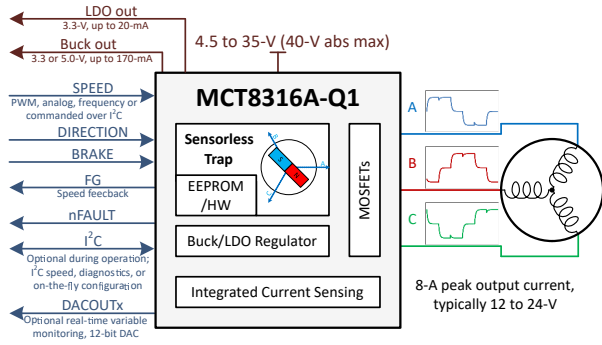 LDO out
3.3-V, up to 20-mA
Buck out
3.3 or 5.0-V, up to 170-mA
4.5 to 35-V (40-V abs max)
SPEED
PWM, analog, frequency or
commanded over I²C
DIRECTION
BRAKE
FG
Speed feecback
nFAULT
I²C
Optional during operation;
I²C speed, diagnostics, or
on-the-fly configuration
DACOUTx
Optional real-time variable
monitoring, 12-bit DAC
MCT8316A-Q1
Sensorless
Trap
EEPROM
/HW
MOSFETs
Buck/LDO Regulator
Integrated Current Sensing
A
B
C
8-A peak output current,
typically 12 to 24-V